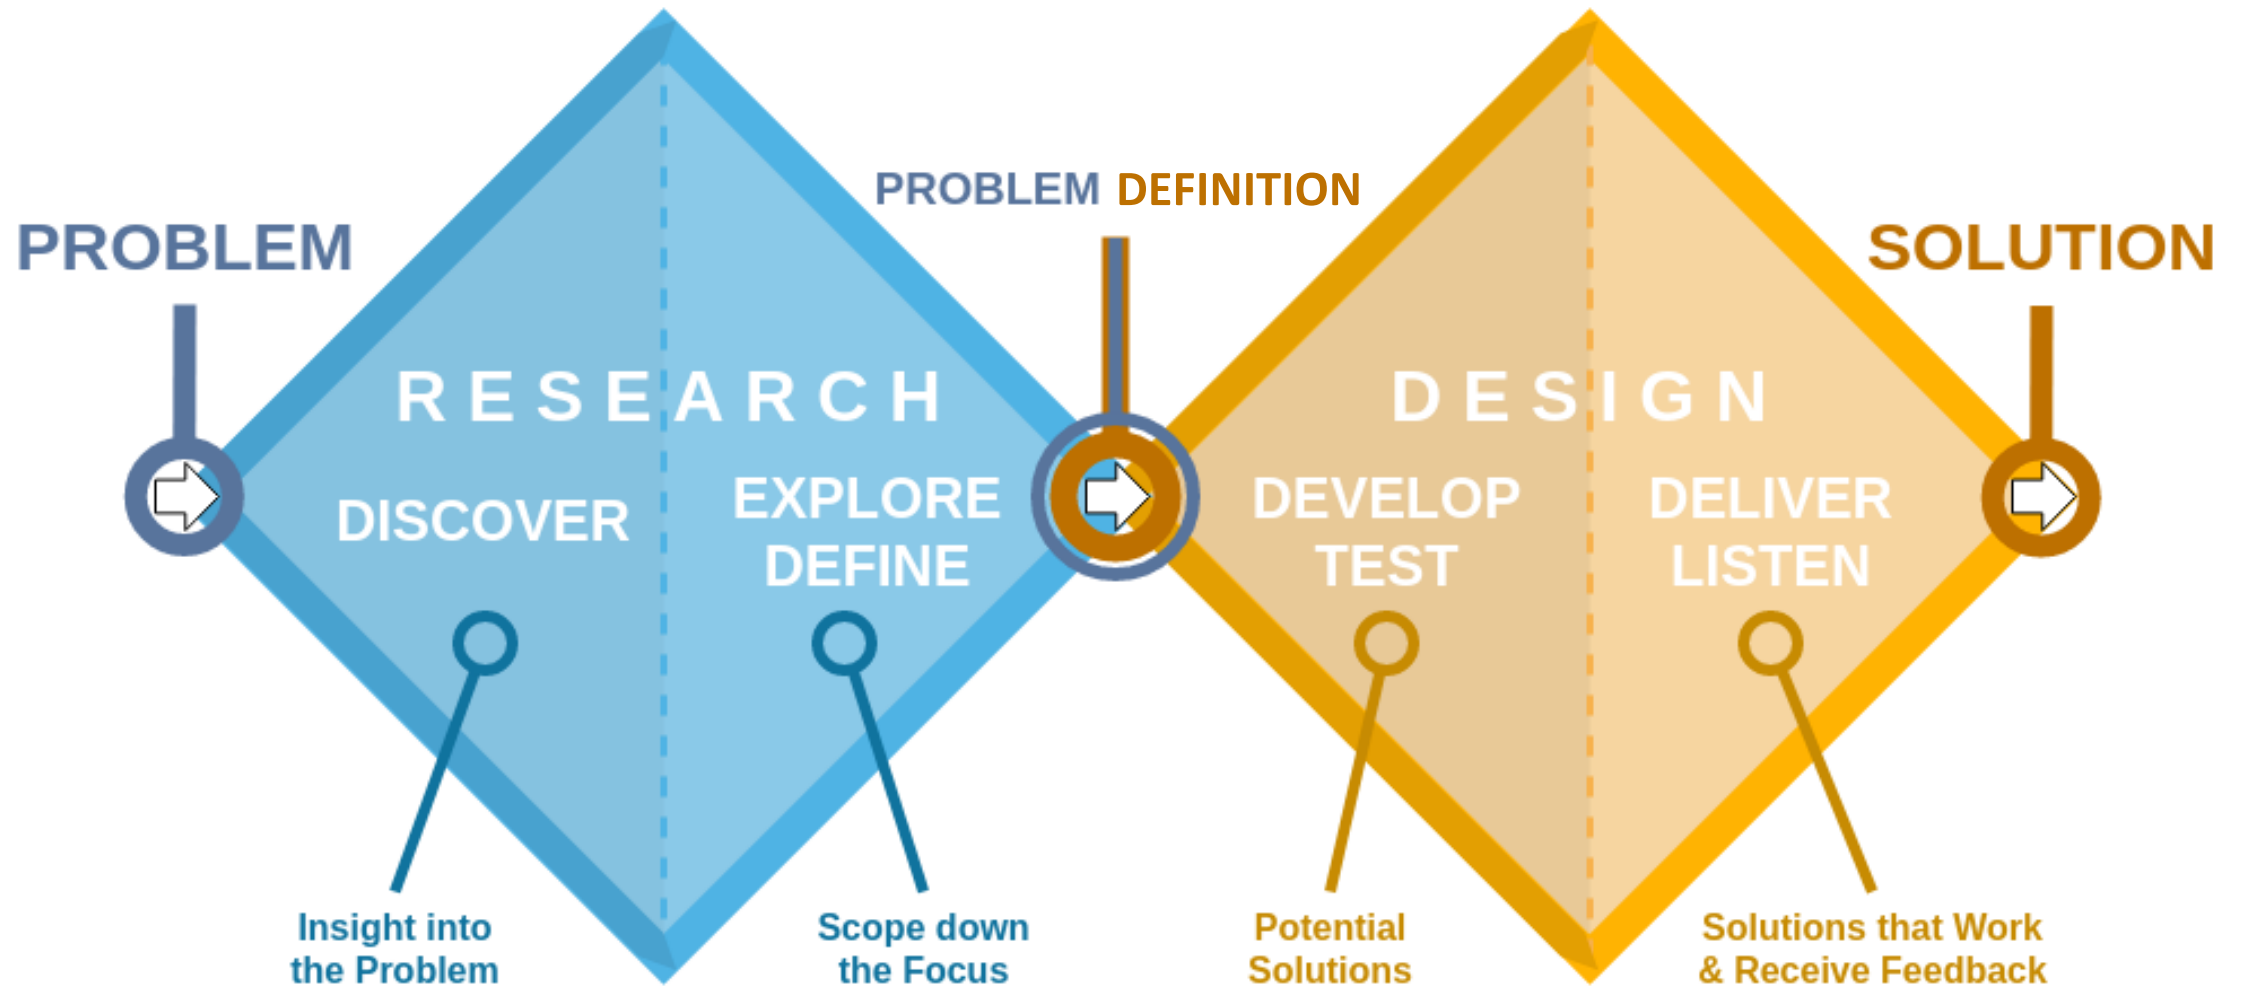 PROBLEM
PROBLEM DEFINITION
SOLUTION
RESEARCH
DISCOVER
EXPLORE
DEFINE
DESIGN
DEVELOP
TEST
DELIVER
LISTEN
Insight into
the Problem
Scope down
the Focus
Potential
Solutions
Solutions that Work
& Receive Feedback